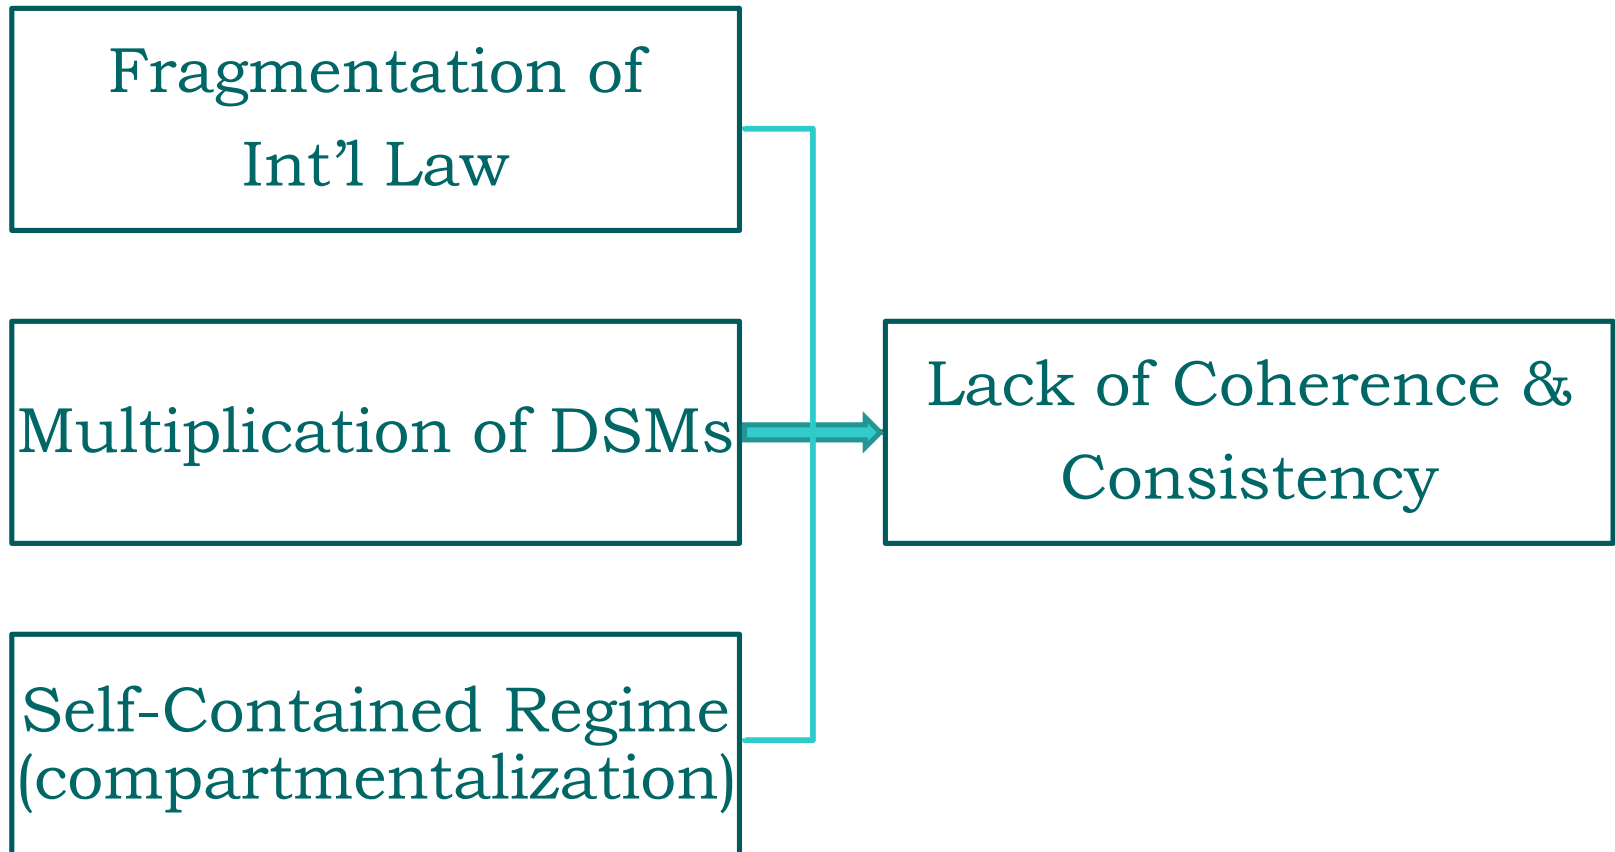 Fragmentation of
Int’l Law
Multiplication of DSMs
Lack of Coherence &
Consistency
Self-Contained Regime
(compartmentalization)